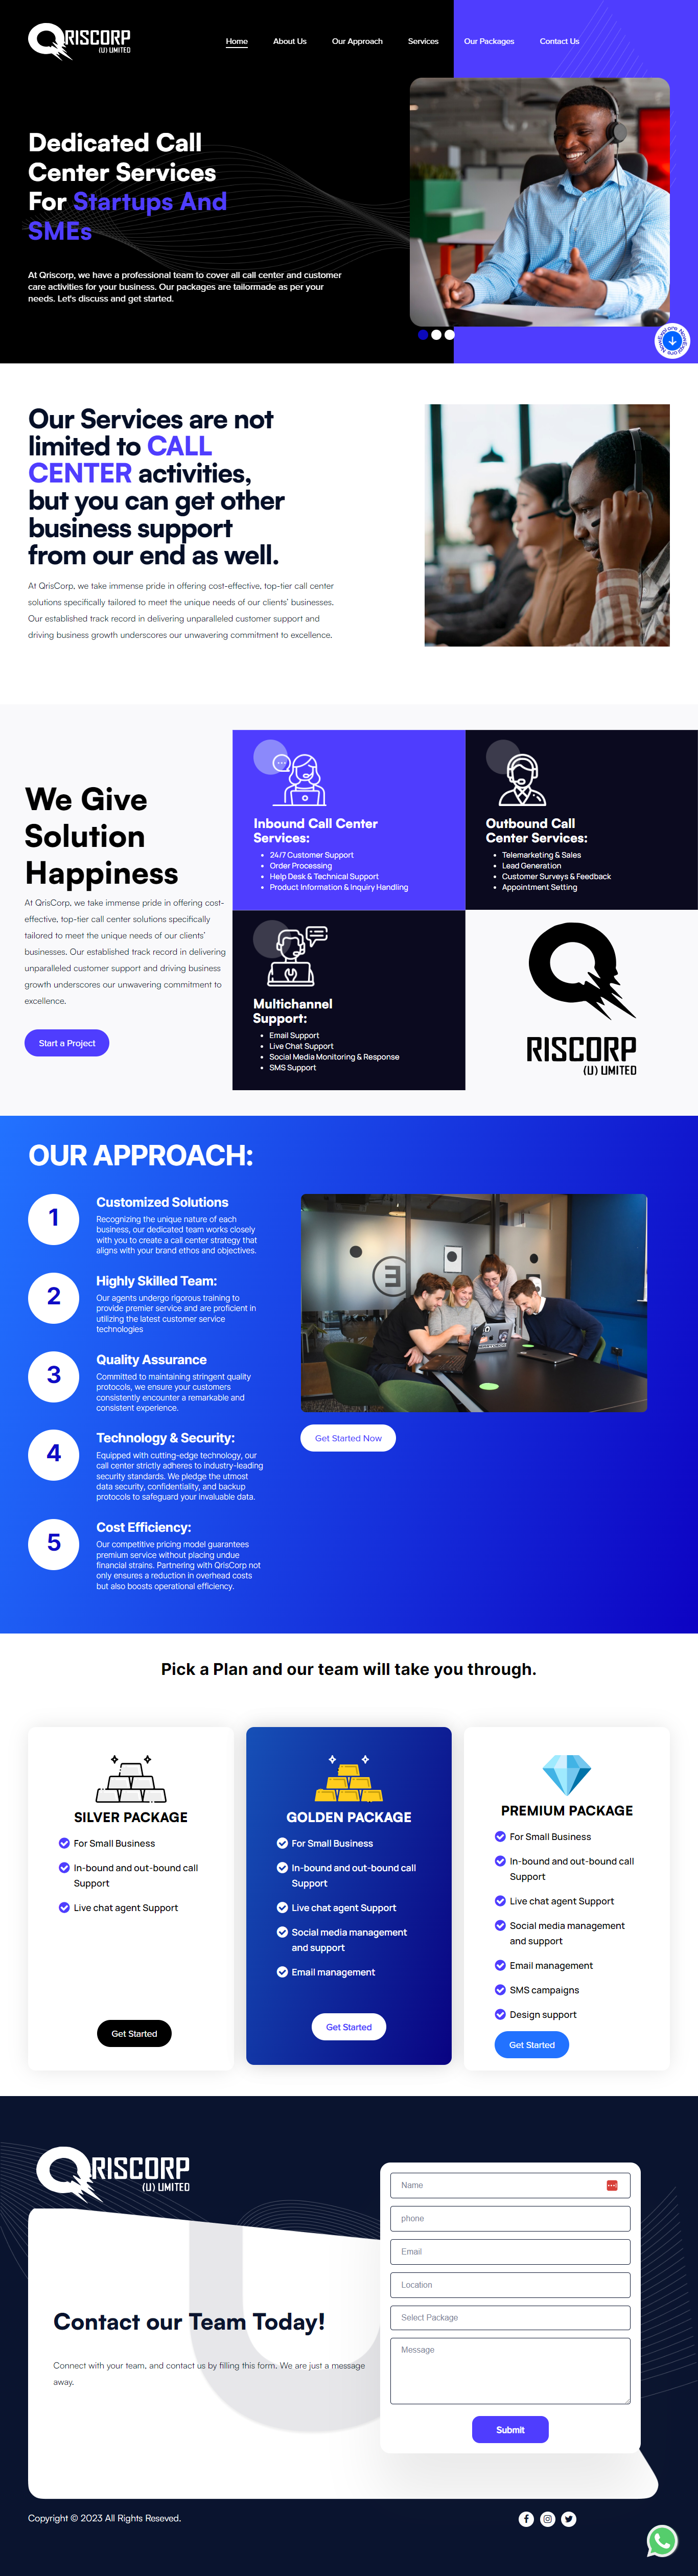 QRISCORP
(U) LIMITED
Home About Us Our Approach Services Our Packages Contact Us
Dedicated Call
Center Services
For Startups And
SMEs
At Qriscorp, we have a professional team to cover all call center and customer
care activities for your business. Our packages are tailormade as per your
needs. Let's discuss and get started.
Our Services are not
limited to CALL
CENTER activities,
but you can get other
business support
from our end as well.
At QrisCorp, we take immense pride in offering cost-effective, top-tier call center
solutions specifically tailored to meet the unique needs of our clients' businesses.
Our established track record in delivering unparalleled customer support and
driving business growth underscores our unwavering commitment to excellence.
We Give
Solution
Happiness
At QrisCorp, we take immense pride in offering cost-
effective, top-tier call center solutions specifically
tailored to meet the unique needs of our clients'
businesses. Our established track record in delivering
unparalleled customer support and driving business
growth underscores our unwavering commitment to
excellence.
Start a Project
Inbound Call Center
Services:
24/7 Customer Support
Order Processing
Help Desk & Technical Support
Product Information & Inquiry Handling
Outbound Call
Center Services:
Telemarketing & Sales
Lead Generation
Customer Surveys & Feedback
Appointment Setting
Multichannel
Support:
Email Support
Live Chat Support
Social Media Monitoring & Response
SMS Support
QRISCORP
(U) LIMITED
OUR APPROACH:
1
Customized Solutions
Recognizing the unique nature of each
business, our dedicated team works closely
with you to create a call center strategy that
aligns with your brand ethos and objectives.
2
Highly Skilled Team:
Our agents undergo rigorous training to
provide premier service and are proficient in
utilizing the latest customer service
technologies
3
Quality Assurance
Committed to maintaining stringent quality
protocols, we ensure your customers
consistently encounter a remarkable and
consistent experience.
4
Technology & Security:
Equipped with cutting-edge technology, our
call center strictly adheres to industry-leading
security standards. We pledge the utmost
data security, confidentiality, and backup
protocols to safeguard your invaluable data.
5
Cost Efficiency:
Our competitive pricing model guarantees
premium service without placing undue
financial strains. Partnering with QrisCorp not
only ensures a reduction in overhead costs
but also boosts operational efficiency.
Get Started Now
Pick a Plan and our team will take you through.
SILVER PACKAGE
For Small Business
In-bound and out-bound call
Support
Live chat agent Support
Get Started
GOLDEN PACKAGE
For Small Business
In-bound and out-bound call
Support
Live chat agent Support
Social media management
and support
Email management
Get Started
PREMIUM PACKAGE
For Small Business
In-bound and out-bound call
Support
Live chat agent Support
Social media management
and support
Email management
SMS campaigns
Design support
Get Started
QRISCORP
(U) LIMITED
Contact our Team Today!
Connect with your team, and contact us by filling this form. We are just a message
away.
Name
phone
Email
Location
Select Package
Message
Submit
Copyright © 2023 All Rights Reseved.